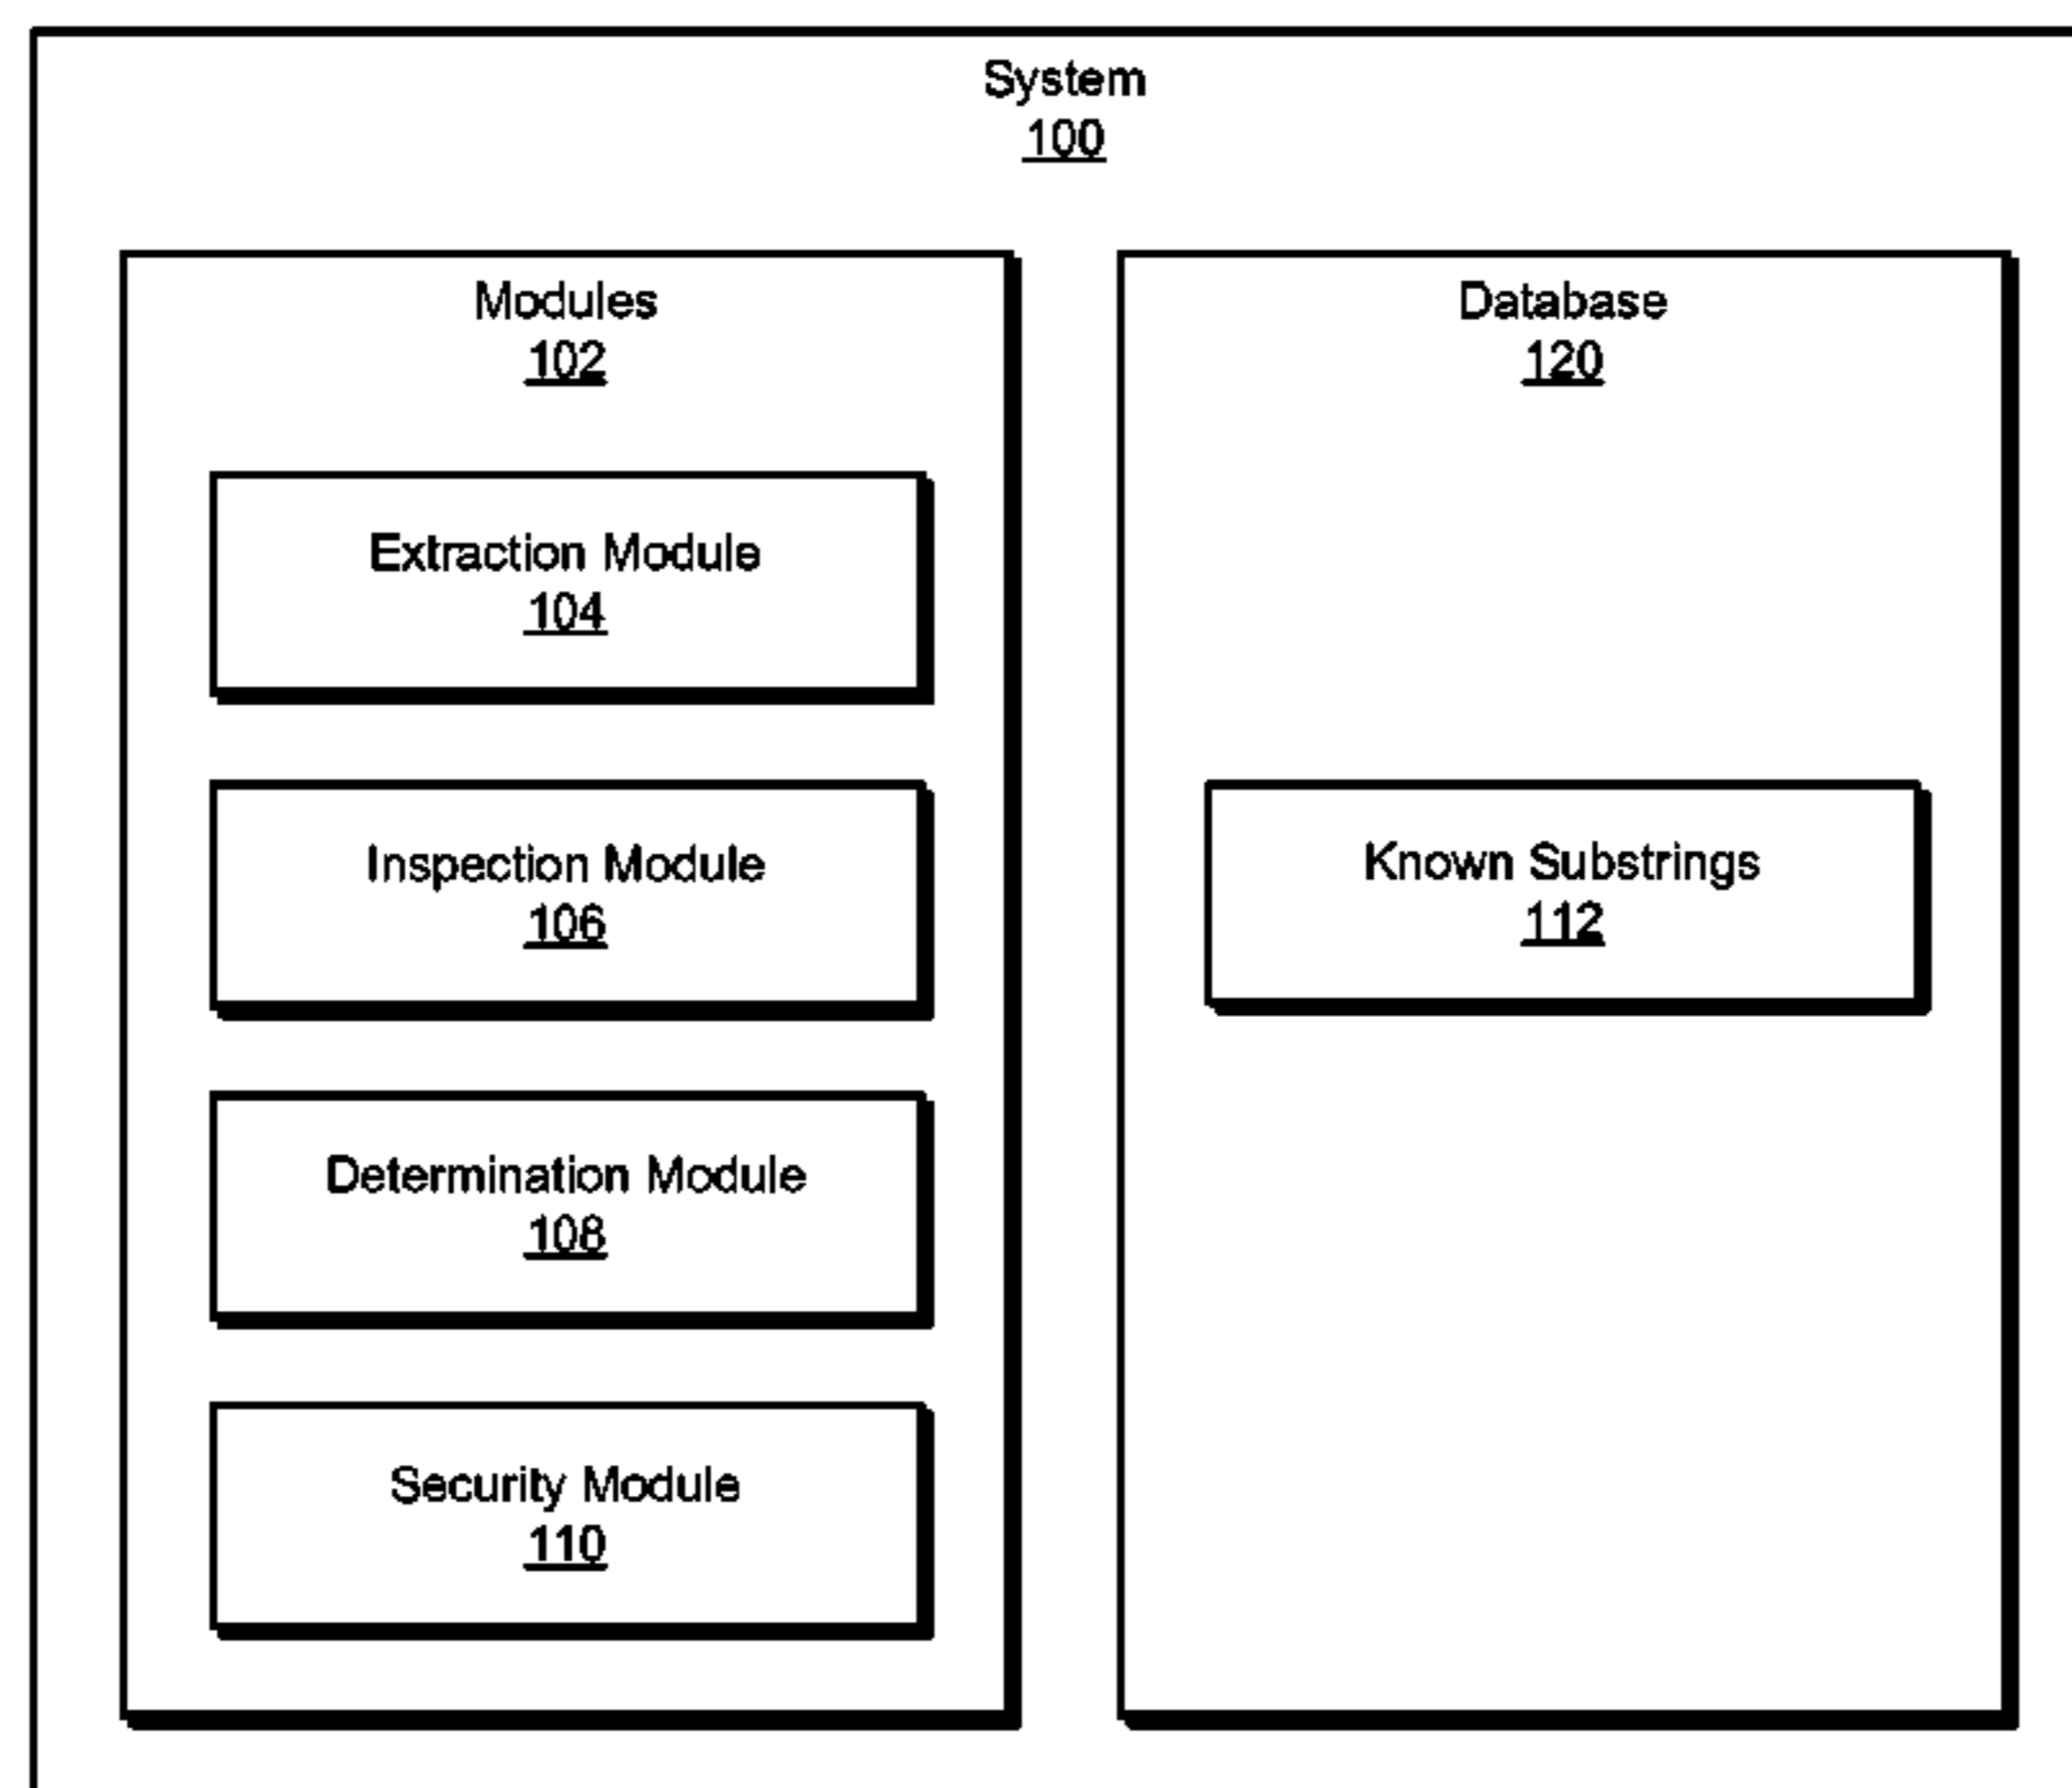 System
100
Modules
102
Extraction Module
104
Inspection Module
106
Determination Module
108
Security Module
110
Database
120
Known Substrings
112